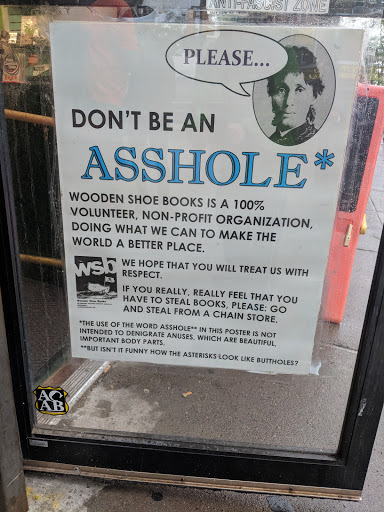 ANTI-FASCIST ZONE
PLEASE...
DON'T BE AN
ASSHOLE*
WOODEN SHOE BOOKS IS A 100%
VOLUNTEER, NON-PROFIT ORGANIZATION,
DOING WHAT WE CAN TO MAKE THE
WORLD A BETTER PLACE.
wsb
WE HOPE THAT YOU WILL TREAT US WITH
RESPECT.
IF YOU REALLY, REALLY FEEL THAT YOU
HAVE TO STEAL BOOKS, PLEASE: GO
AND STEAL FROM A CHAIN STORE.
*THE USE OF THE WORD ASSHOLE** IN THIS POSTER IS NOT
INTENDED TO DENIGRATE ANUSES, WHICH ARE BEAUTIFUL,
IMPORTANT BODY PARTS.
**BUT ISN'T IT FUNNY HOW THE ASTERISKS LOOK LIKE BUTTHOLES?
AC
AB